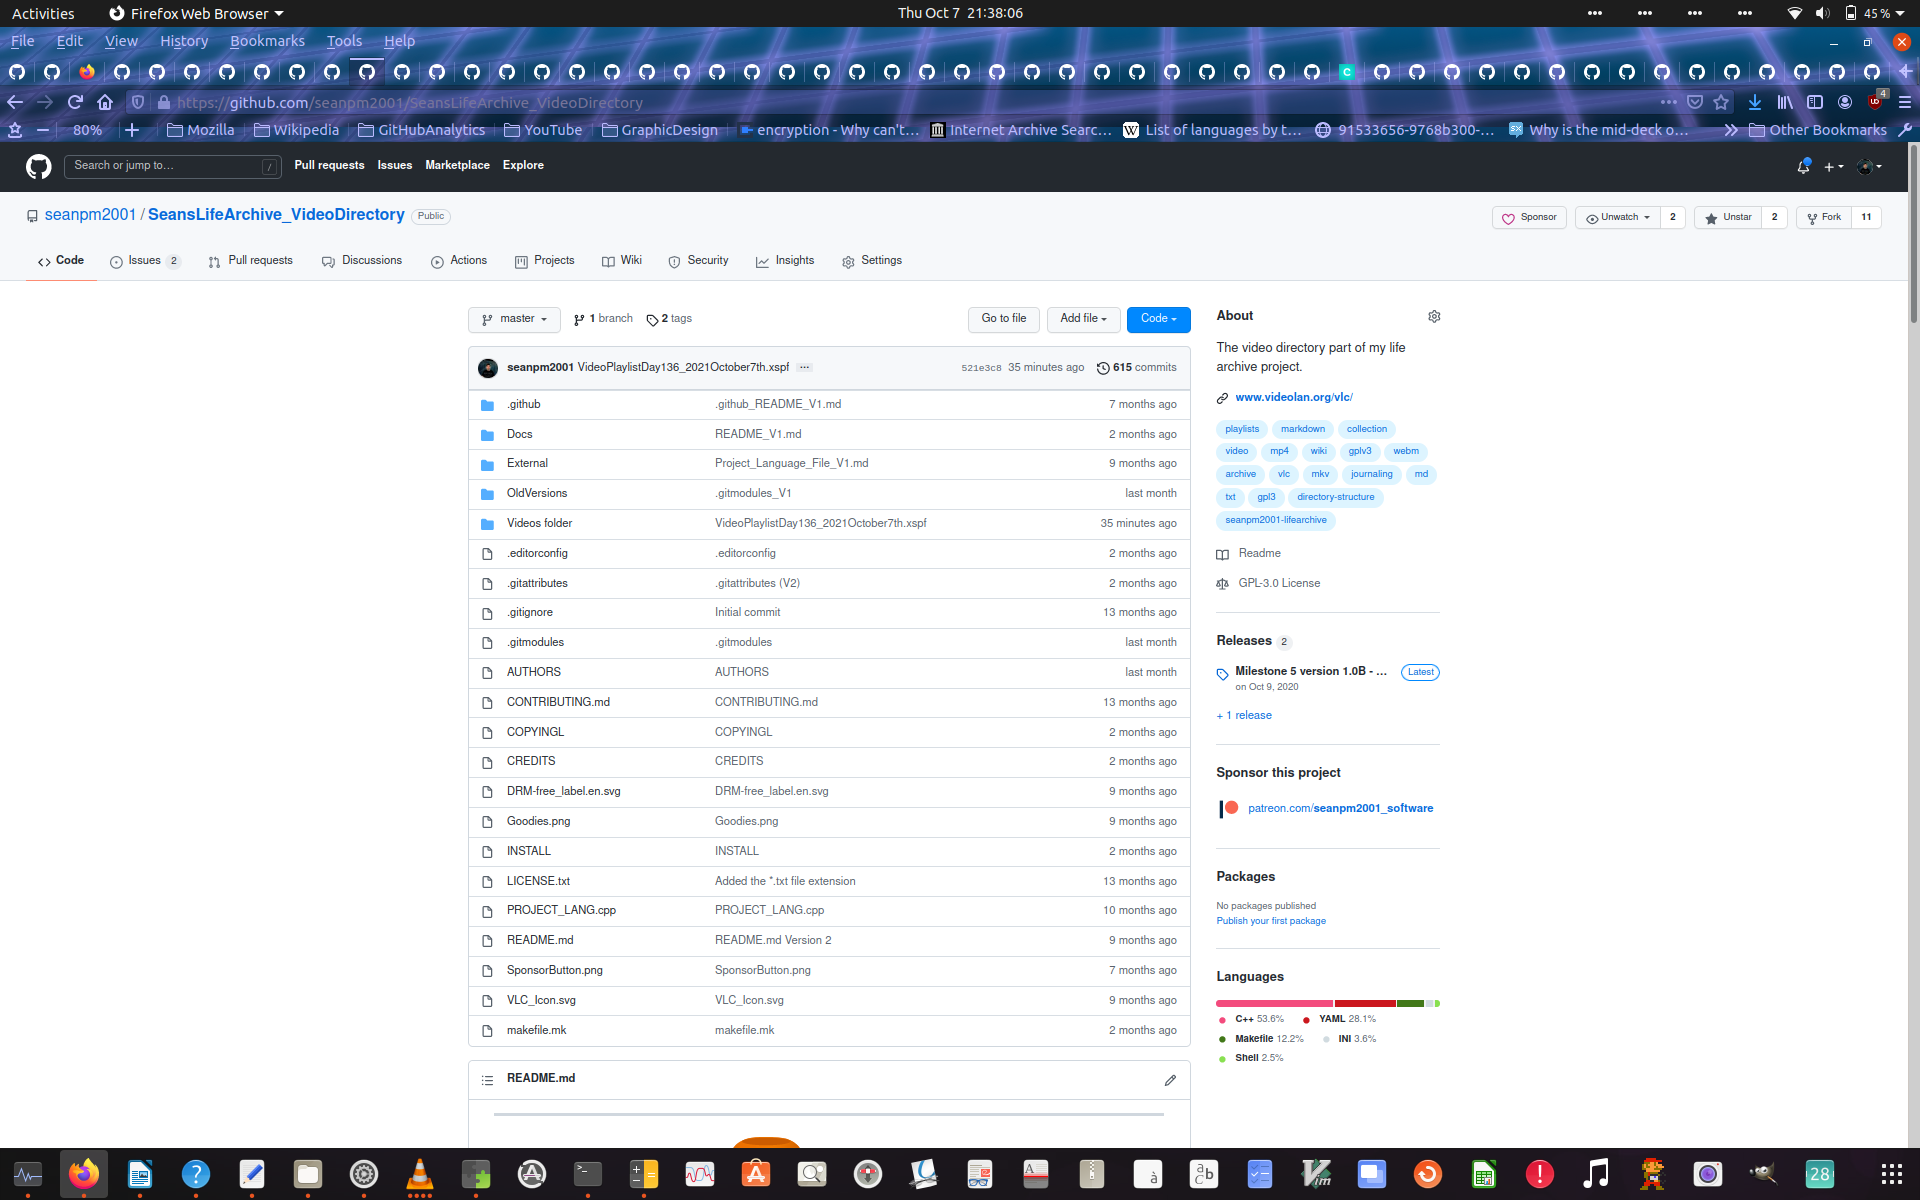 Activities Firefox Web Browser Thu Oct 7 21:38:06 45 %
File Edit View History Bookmarks Tools Help
https://github.com/seanpm2001/SeansLifeArchive_VideoDirectory 4
80% Mozilla Wikipedia GitHubAnalytics YouTube GraphicDesign encryption - Why can't… Internet Archive Searc… List of languages by t… 91533656-9768b300-… Why is the mid-deck o… Other Bookmarks
Search or jump to… / Pull requests Issues Marketplace Explore
seanpm2001 / SeansLifeArchive_VideoDirectory Public Sponsor Unwatch 2 Unstar 2 Fork 11
Code Issues 2 Pull requests Discussions Actions Projects Wiki Security Insights Settings
master 1 branch 2 tags Go to file Add file Code
seanpm2001 VideoPlaylistDay136_2021October7th.xspf ... 521e3c8 35 minutes ago 615 commits
.github .github_README_V1.md 7 months ago
Docs README_V1.md 2 months ago
External Project_Language_File_V1.md 9 months ago
OldVersions .gitmodules_V1 last month
Videos folder VideoPlaylistDay136_2021October7th.xspf 35 minutes ago
.editorconfig .editorconfig 2 months ago
.gitattributes .gitattributes (V2) 2 months ago
.gitignore Initial commit 13 months ago
.gitmodules .gitmodules last month
AUTHORS AUTHORS last month
CONTRIBUTING.md CONTRIBUTING.md 13 months ago
COPYINGL COPYINGL 2 months ago
CREDITS CREDITS 2 months ago
DRM-free_label.en.svg DRM-free_label.en.svg 9 months ago
Goodies.png Goodies.png 9 months ago
INSTALL INSTALL 2 months ago
LICENSE.txt Added the *.txt file extension 13 months ago
PROJECT_LANG.cpp PROJECT_LANG.cpp 10 months ago
README.md README.md Version 2 9 months ago
SponsorButton.png SponsorButton.png 7 months ago
VLC_Icon.svg VLC_Icon.svg 9 months ago
makefile.mk makefile.mk 2 months ago
README.md
About
The video directory part of my life
archive project.
www.videolan.org/vlc/
playlists markdown collection
video mp4 wiki gplv3 webm
archive vlc mkv journaling md
txt gpl3 directory-structure
seanpm2001-lifearchive
Readme
GPL-3.0 License
Releases 2
Milestone 5 version 1.0B - ... Latest
on Oct 9, 2020
+ 1 release
Sponsor this project
patreon.com/seanpm2001_software
Packages
No packages published
Publish your first package
Languages
C++ 53.6% YAML 28.1%
Makefile 12.2% INI 3.6%
Shell 2.5%
28